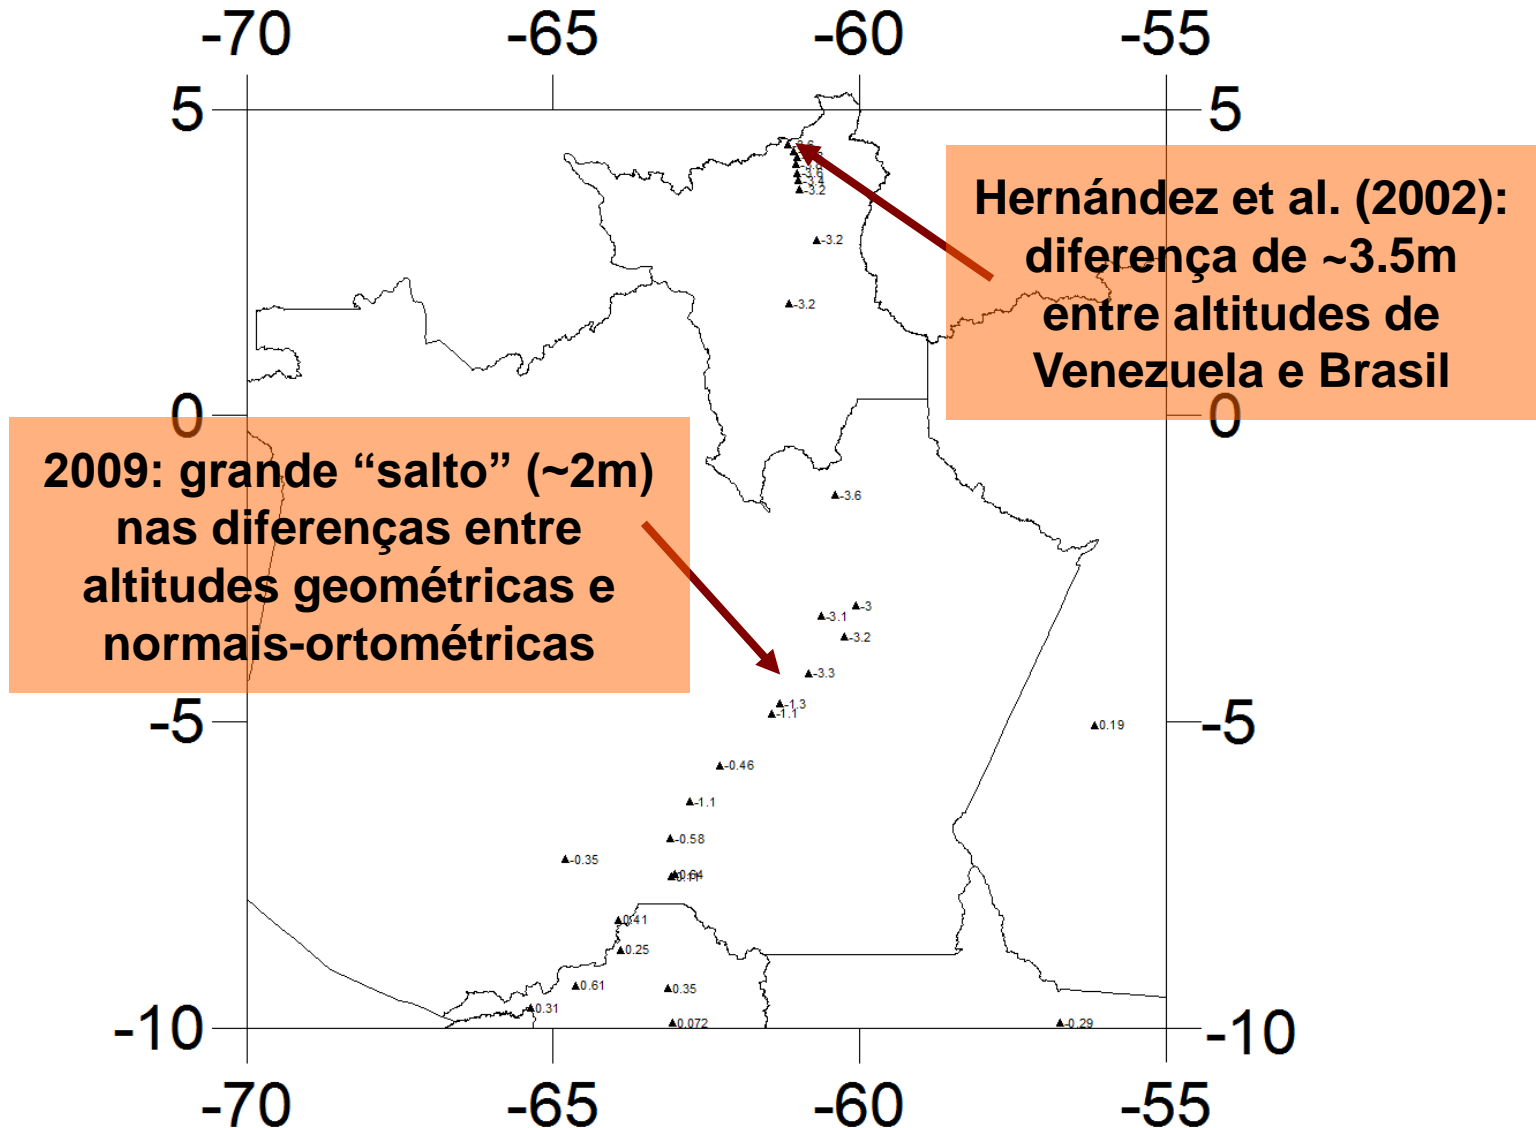 -70 -65 -60 -55
5 5
-3.6
-3.4
-3.2
-3.2
-3.2
Hernández et al. (2002):
diferença de ~3.5m
entre altitudes de
Venezuela e Brasil
0 0
2009: grande “salto” (~2m)
nas diferenças entre
altitudes geométricas e
normais-ortométricas
-3.6
-3
-3.1
-3.2
-3.3
-1.3
-1.1
-5 -5
0.19
-0.46
-1.1
-0.58
-0.35
0.41
0.25
0.61
0.35
0.31
0.072
-0.29
-10 -10
-70 -65 -60 -55